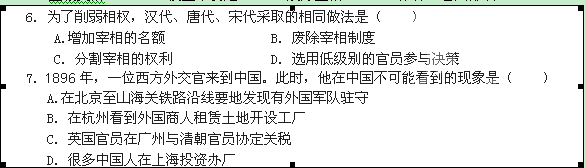 6. 为了削弱相权，汉代、唐代、宋代采取的相同做法是（　　）
A.增加宰相的名额　　B. 废除宰相制度
C. 分割宰相的权利　　D. 选用低级别的官员参与决策
7. 1896 年，一位西方外交官来到中国。此时，他在中国不可能看到的现象是（　　）
A.在北京至山海关铁路沿线要地发现有外国军队驻守
B. 在杭州看到外国商人租赁土地开设工厂
C. 英国官员在广州与清朝官员协定关税
D. 很多中国人在上海投资办厂